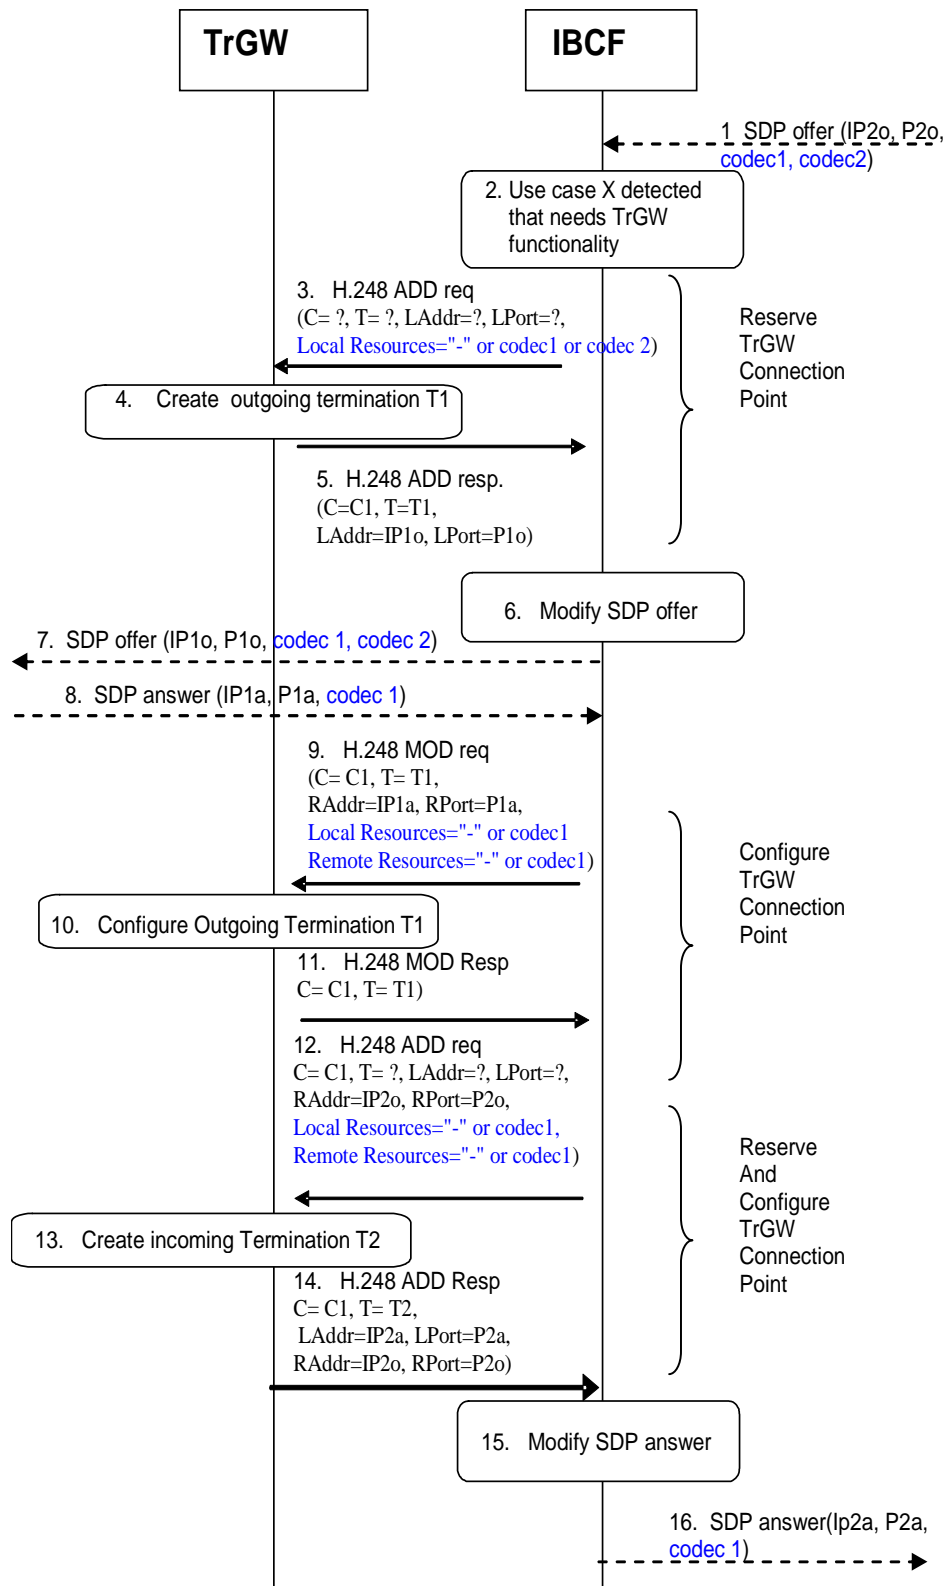 TrGW
IBCF
1 SDP offer (IP2o, P2o,
codec1, codec2)
2. Use case X detected
that needs TrGW
functionality
3. H.248 ADD req
(C= ?, T= ?, LAddr=?, LPort=?,
Local Resources="-" or codec1 or codec 2)
Reserve
TrGW
Connection
Point
4. Create outgoing termination T1
5. H.248 ADD resp.
(C=C1, T=T1,
LAddr=IP1o, LPort=P1o)
6. Modify SDP offer
7. SDP offer (IP1o, P1o, codec 1, codec 2)
8. SDP answer (IP1a, P1a, codec 1)
9. H.248 MOD req
(C= C1, T= T1,
RAddr=IP1a, RPort=P1a,
Local Resources="-" or codec1
Remote Resources="-" or codec1)
Configure
TrGW
Connection
Point
10. Configure Outgoing Termination T1
11. H.248 MOD Resp
C= C1, T= T1)
12. H.248 ADD req
C= C1, T= ?, LAddr=?, LPort=?,
RAddr=IP2o, RPort=P2o,
Local Resources="-" or codec1,
Remote Resources="-" or codec1)
Reserve
And
Configure
TrGW
Connection
Point
13. Create incoming Termination T2
14. H.248 ADD Resp
C= C1, T= T2,
LAddr=IP2a, LPort=P2a,
RAddr=IP2o, RPort=P2o)
15. Modify SDP answer
16. SDP answer(Ip2a, P2a,
codec 1)